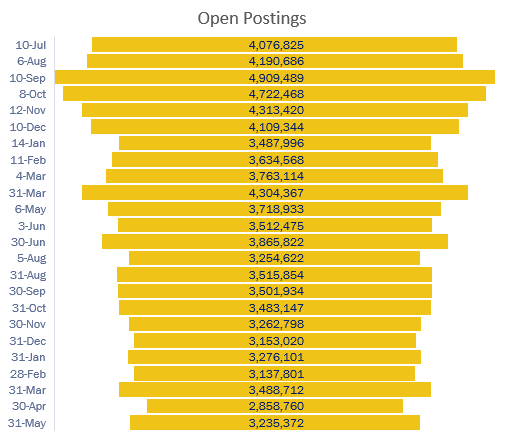 Open Postings
10-Jul 4,076,825
6-Aug 4,190,686
10-Sep 4,909,489
8-Oct 4,722,468
12-Nov 4,313,420
10-Dec 4,109,344
14-Jan 3,487,996
11-Feb 3,634,568
4-Mar 3,763,114
31-Mar 4,304,367
6-May 3,718,933
3-Jun 3,512,475
30-Jun 3,865,822
5-Aug 3,254,622
31-Aug 3,515,854
30-Sep 3,501,934
31-Oct 3,483,147
30-Nov 3,262,798
31-Dec 3,153,020
31-Jan 3,276,101
28-Feb 3,137,801
31-Mar 3,488,712
30-Apr 2,858,760
31-May 3,235,372